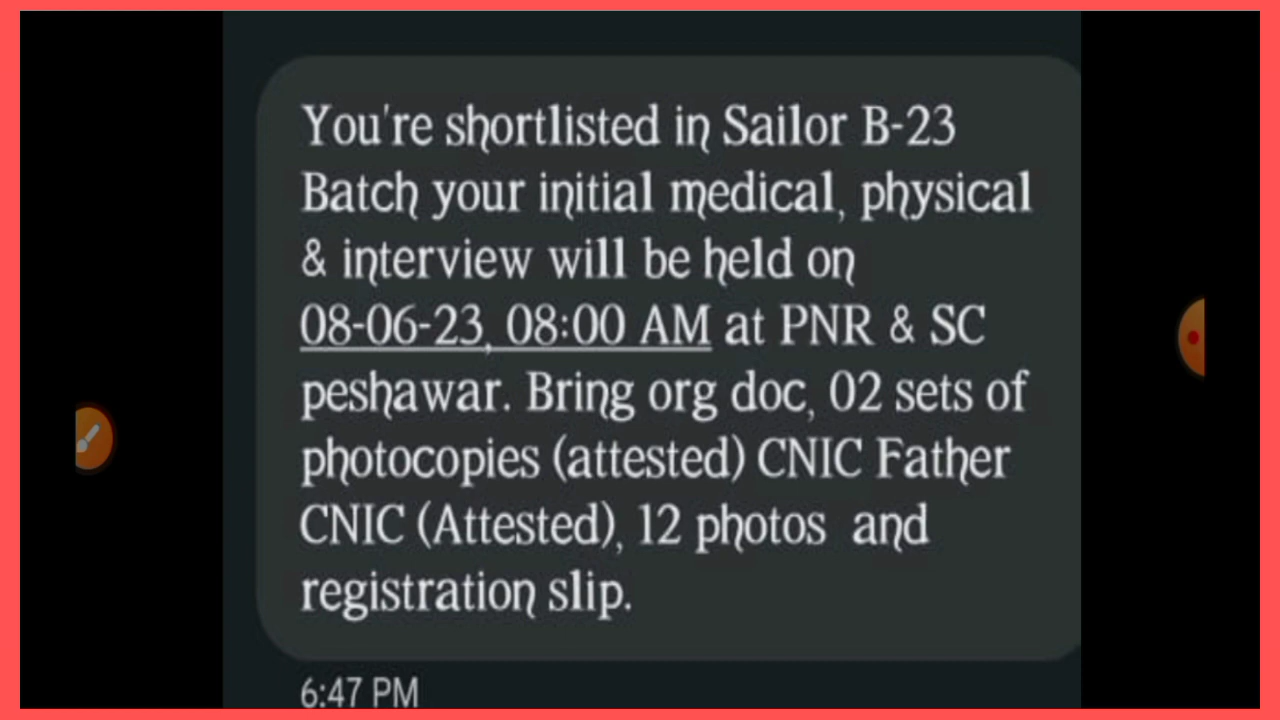 You're shortlisted in Sailor B-23
Batch your initial medical, physical
& interview will be held on
08-06-23, 08:00 AM at PNR & SC
peshawar. Bring org doc, 02 sets of
photocopies (attested) CNIC Father
CNIC (Attested), 12 photos and
registration slip.
6:47 PM